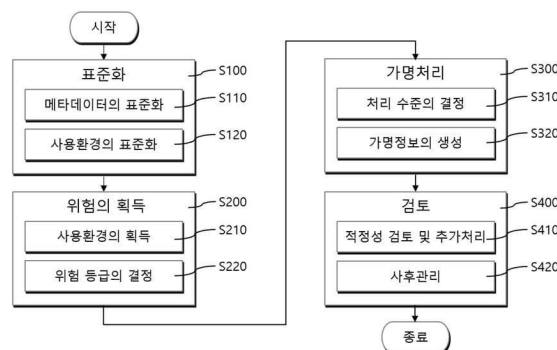 시작
표준화
S100
메타데이터의 표준화
S110
사용환경의 표준화
S120
위험의 획득
S200
사용환경의 획득
S210
위험 등급의 결정
S220
가명처리
S300
처리 수준의 결정
S310
가명정보의 생성
S320
검토
S400
적정성 검토 및 추가처리
S410
사후관리
S420
종료